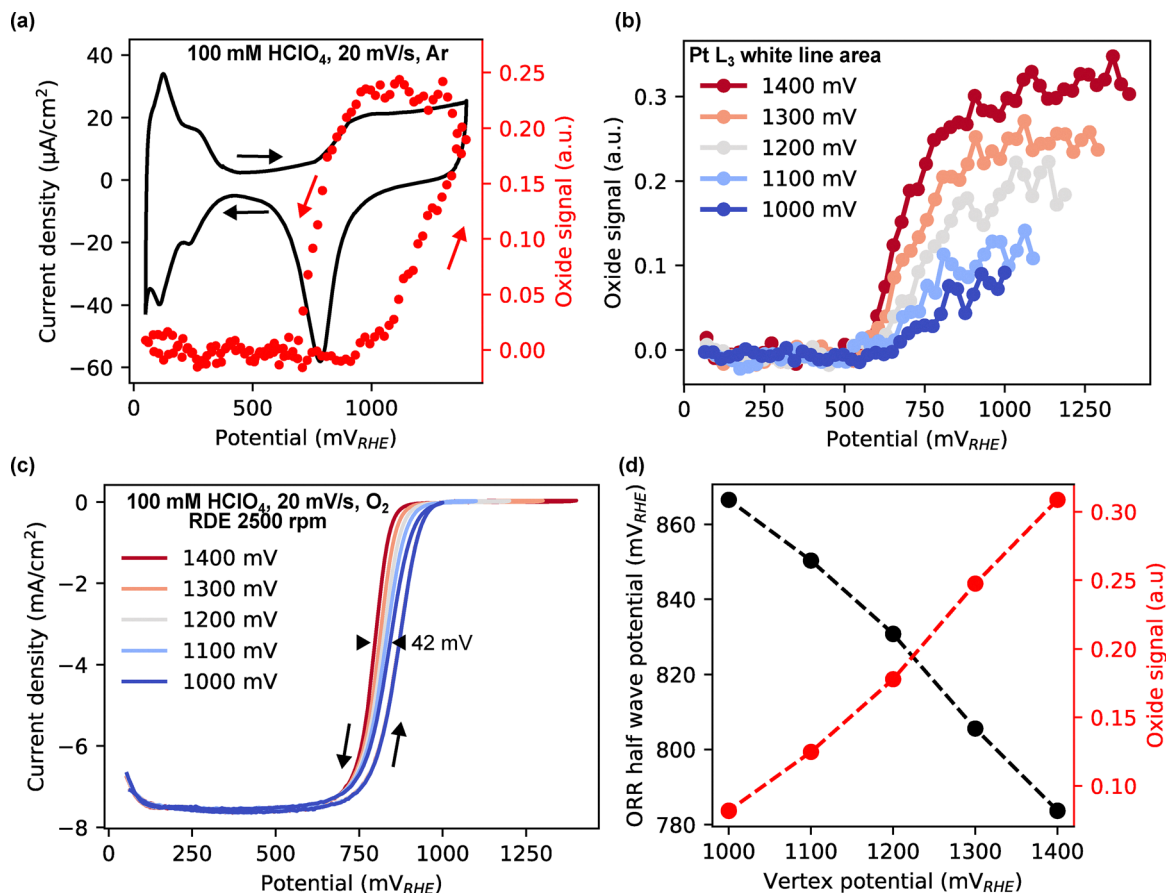 (a)
100 mM HClO4, 20 mV/s, Ar
Current density (μA/cm²)
40
20
0
−20
−40
−60
0.25
0.20
0.15
0.10
0.05
0.00
Oxide signal (a.u.)
0
500
1000
Potential (mVRHE)
(b)
Pt L3 white line area
1400 mV
1300 mV
1200 mV
1100 mV
1000 mV
Oxide signal (a.u.)
0.3
0.2
0.1
0.0
0
250
500
750
1000
1250
Potential (mVRHE)
(c)
100 mM HClO4, 20 mV/s, O2
RDE 2500 rpm
1400 mV
1300 mV
1200 mV
1100 mV
1000 mV
42 mV
Current density (mA/cm²)
0
−2
−4
−6
−8
0
250
500
750
1000
1250
Potential (mVRHE)
(d)
ORR half wave potential (mVRHE)
860
840
820
800
780
0.30
0.25
0.20
0.15
0.10
Oxide signal (a.u)
1000
1100
1200
1300
1400
Vertex potential (mVRHE)